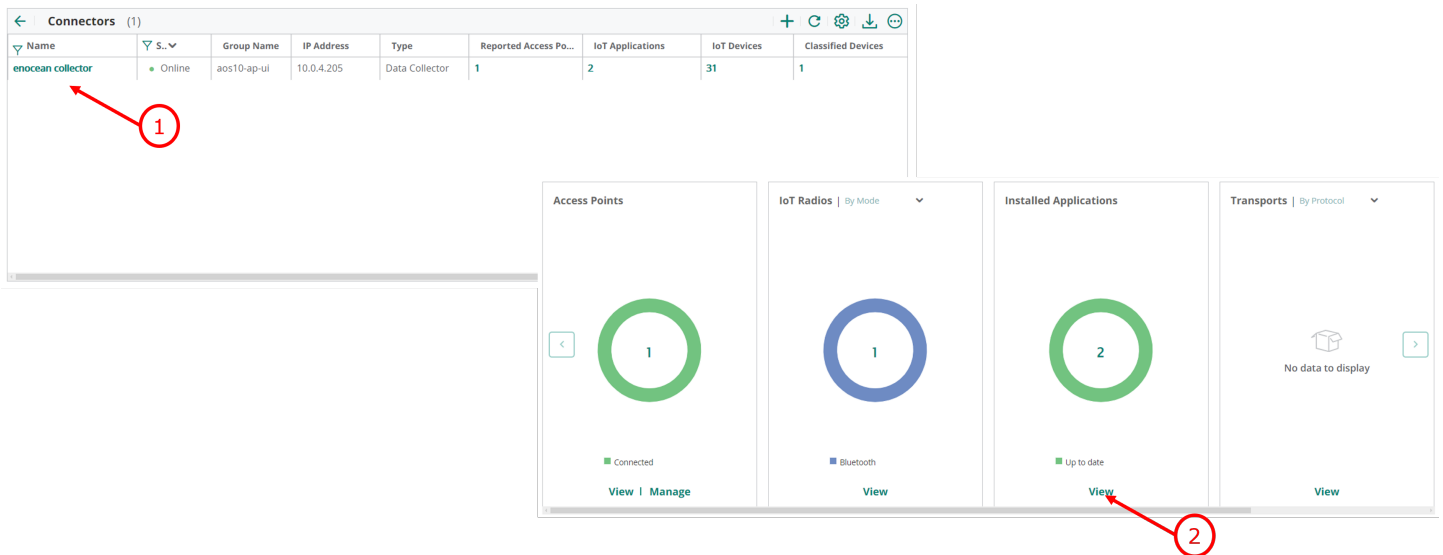 Connectors (1)
Name S.. Group Name IP Address Type Reported Access Po... IoT Applications IoT Devices Classified Devices
enocean collector Online aos10-ap-ui 10.0.4.205 Data Collector 1 2 31 1
1
Access Points
1
Connected
View | Manage
IoT Radios | By Mode
1
Bluetooth
View
Installed Applications
2
Up to date
View
Transports | By Protocol
No data to display
View
2